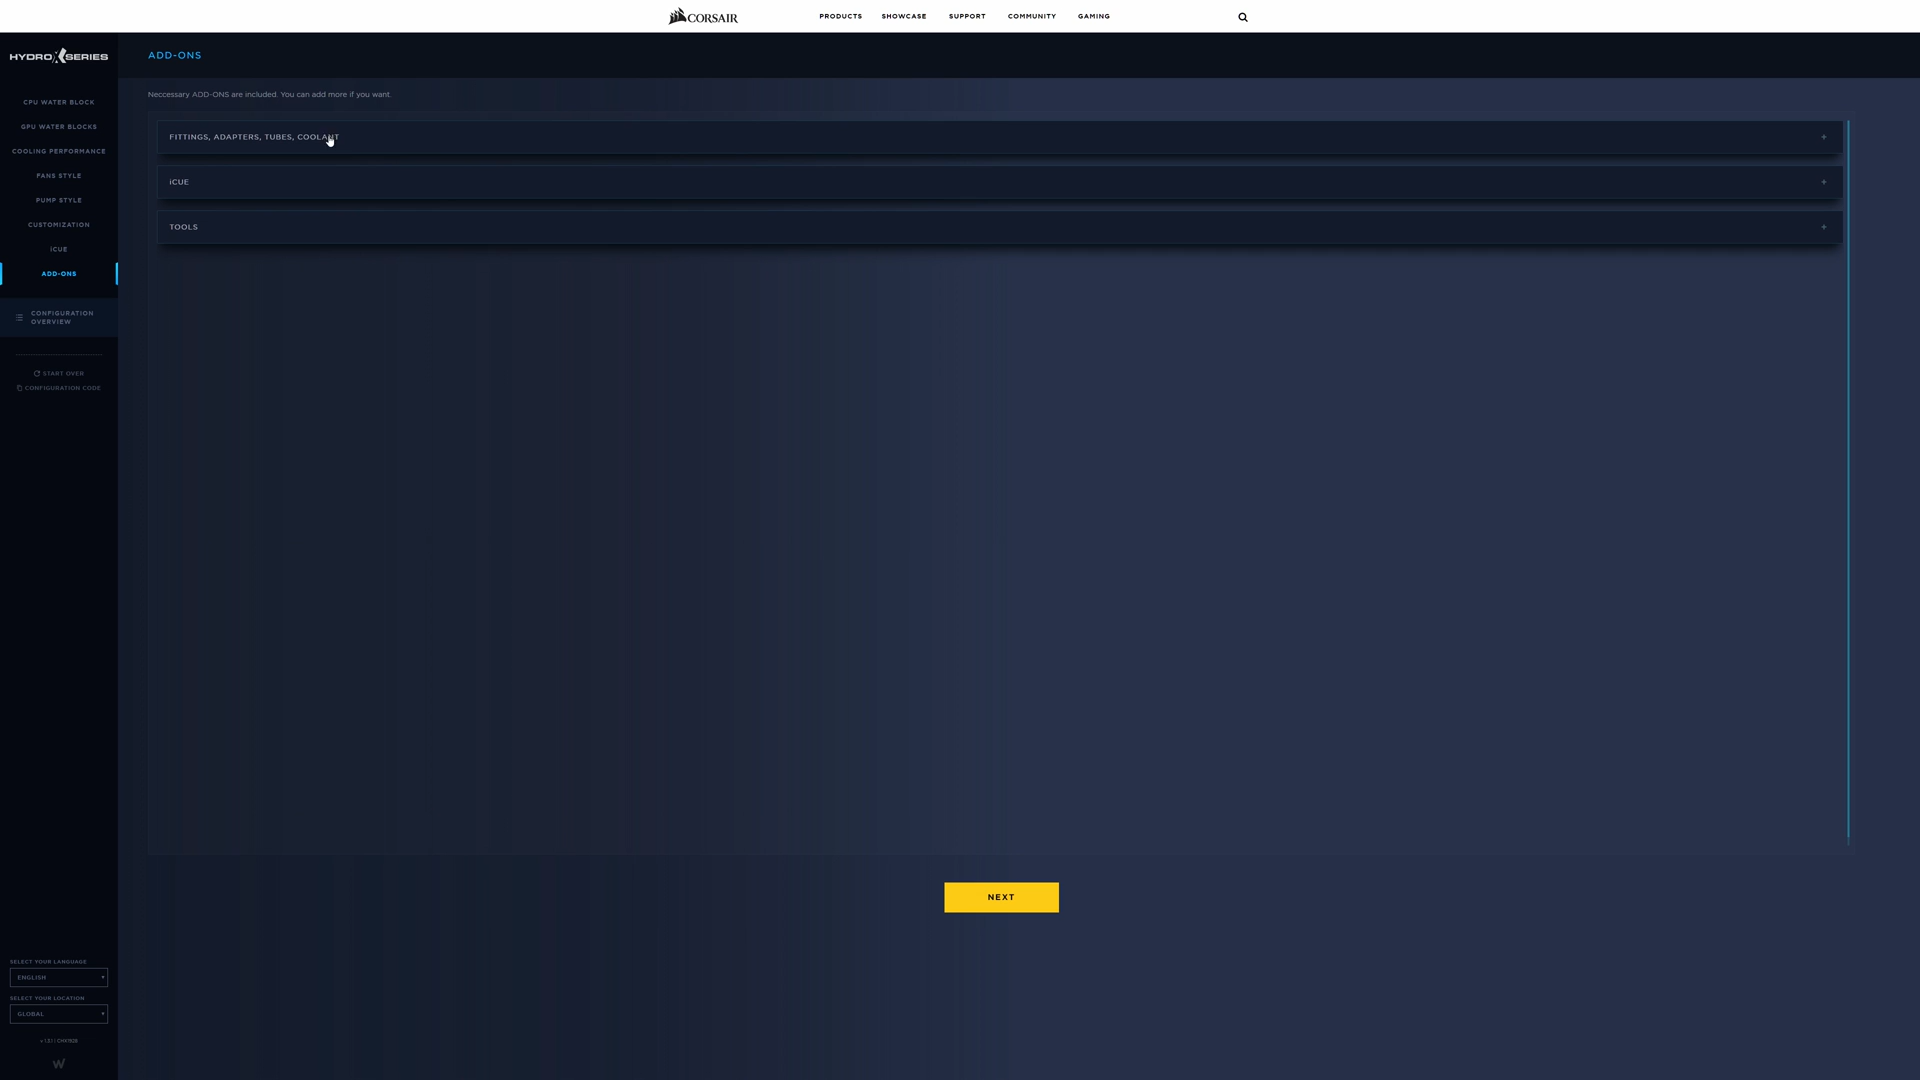 CORSAIR
PRODUCTS
SHOWCASE
SUPPORT
COMMUNITY
GAMING
HYDRO X SERIES
CPU WATER BLOCK
GPU WATER BLOCKS
COOLING PERFORMANCE
FANS STYLE
PUMP STYLE
CUSTOMIZATION
iCUE
ADD-ONS
CONFIGURATION
OVERVIEW
START OVER
CONFIGURATION CODE
ADD-ONS
Neccessary ADD-ONS are included. You can add more if you want.
FITTINGS, ADAPTERS, TUBES, COOLANT +
iCUE +
TOOLS +
NEXT
SELECT YOUR LANGUAGE
ENGLISH
SELECT YOUR LOCATION
GLOBAL